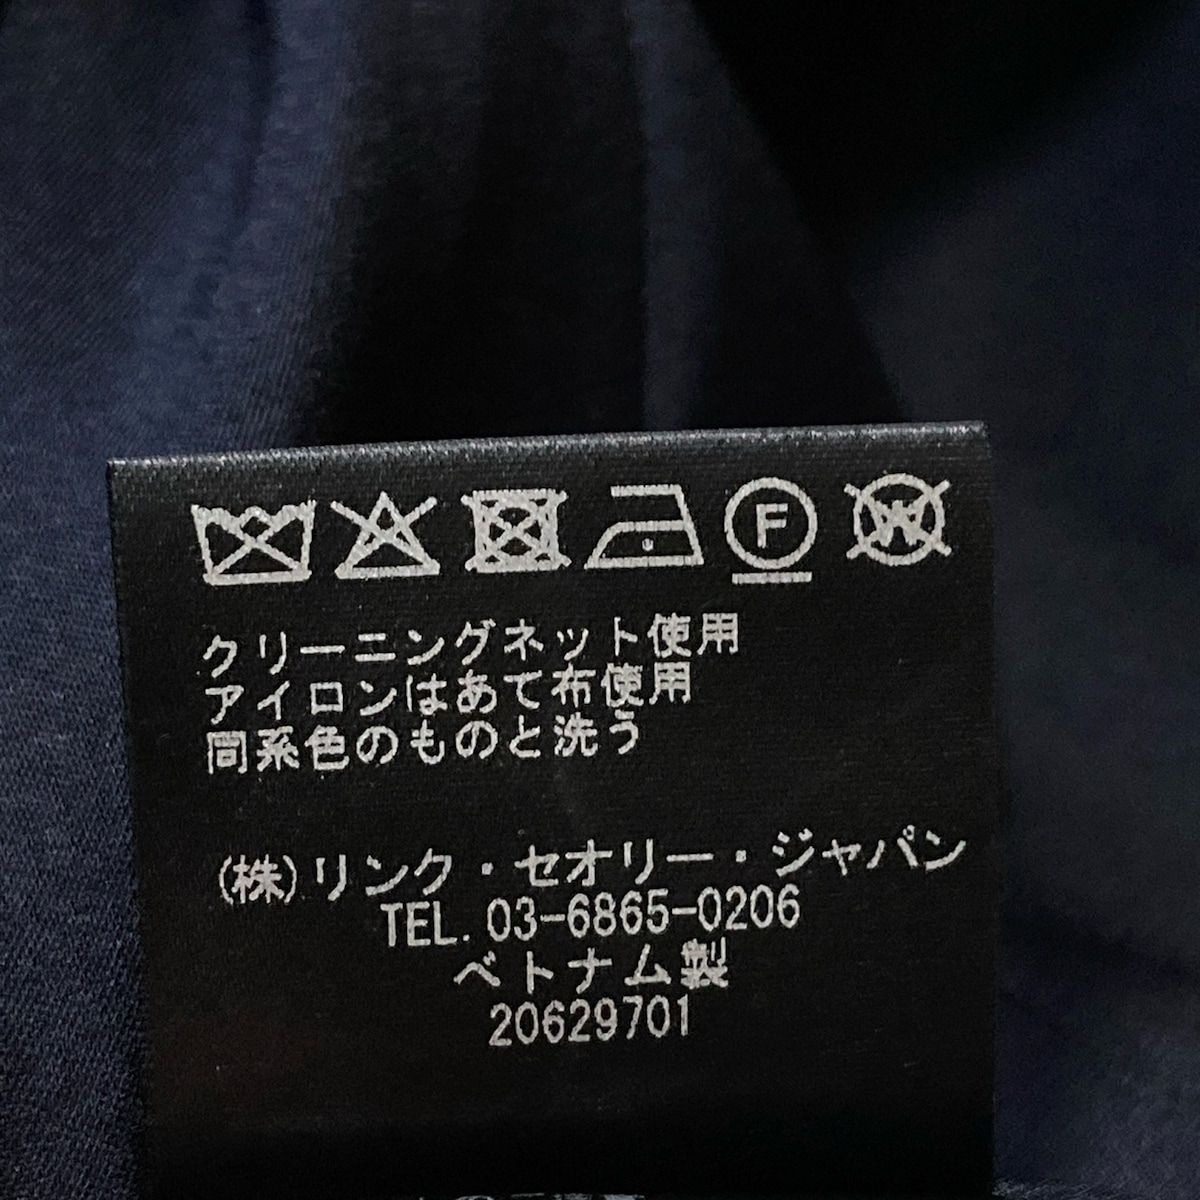 F W
クリーニングネット使用
アイロンはあて布使用
同系色のものと洗う
(株)リンク・セオリー・ジャパン
TEL. 03-6865-0206
ベトナム製
20629701